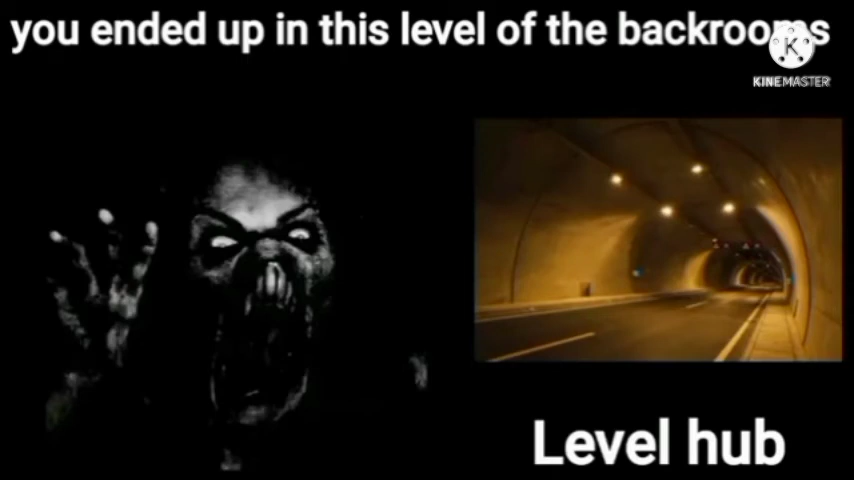 you ended up in this level of the backrooms
K
KINEMASTER
Level hub